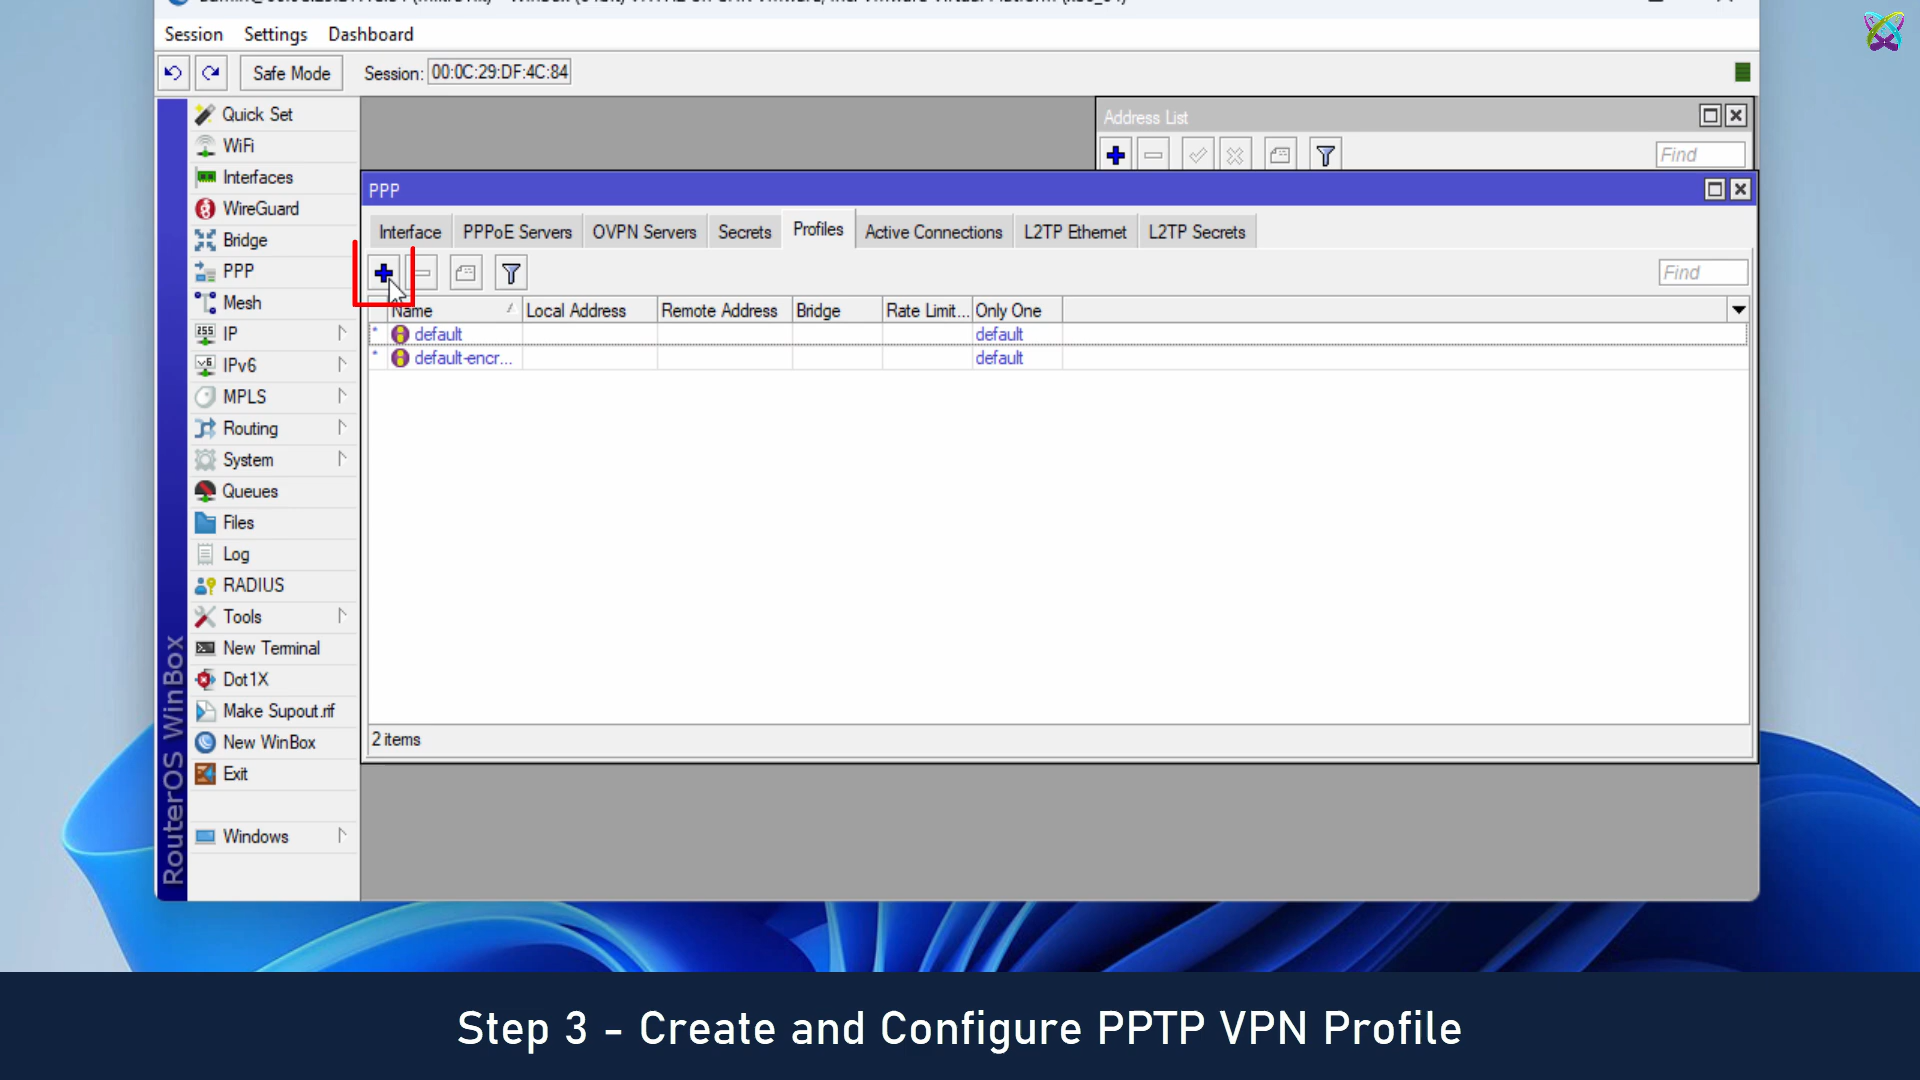 Session Settings Dashboard
Safe Mode Session: 00:0C:29:DF:4C:84
Quick Set
WiFi
Interfaces
WireGuard
Bridge
PPP
Mesh
IP
IPv6
MPLS
Routing
System
Queues
Files
Log
RADIUS
Tools
New Terminal
Dot1X
Make Supout.rif
New WinBox
Exit
Windows
RouterOS WinBox
Address List
Find
PPP
Interface PPPoE Servers OVPN Servers Secrets Profiles Active Connections L2TP Ethernet L2TP Secrets
Find
Name Local Address Remote Address Bridge Rate Limit... Only One
* default default
* default-encr... default
2 items
Step 3 - Create and Configure PPTP VPN Profile